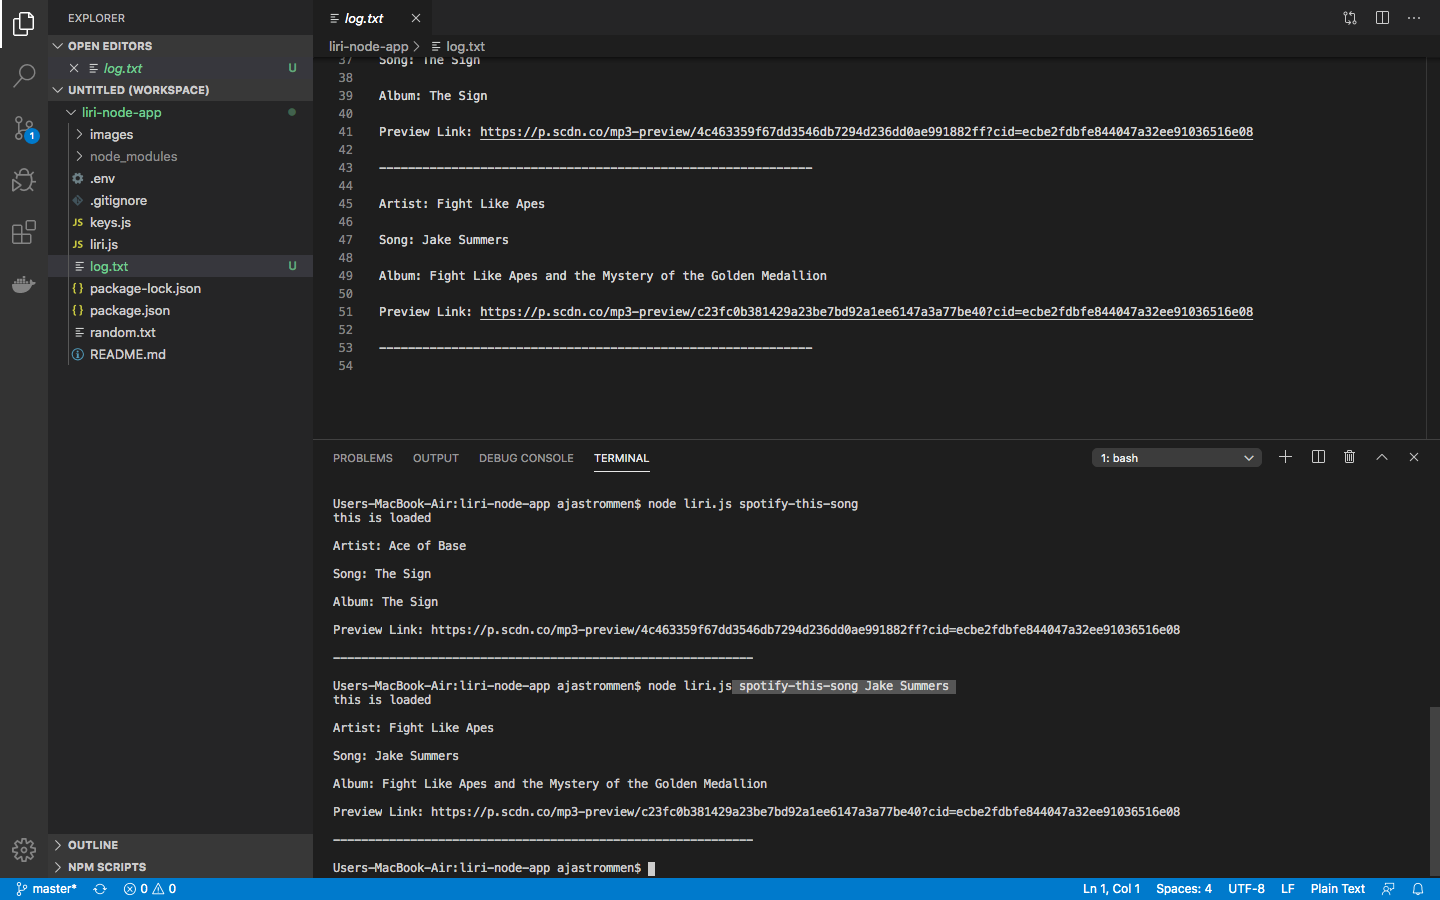 EXPLORER
OPEN EDITORS
log.txt U
UNTITLED (WORKSPACE)
liri-node-app
images
node_modules
.env
.gitignore
JS keys.js
JS liri.js
log.txt U
{} package-lock.json
{} package.json
random.txt
README.md
OUTLINE
NPM SCRIPTS
1
log.txt
liri-node-app > log.txt
37 Song: The Sign
38
39 Album: The Sign
40
41 Preview Link: https://p.scdn.co/mp3-preview/4c463359f67dd3546db7294d236dd0ae991882ff?cid=ecbe2fdbfe844047a32ee91036516e08
42
43 ------------------------------------------------------------
44
45 Artist: Fight Like Apes
46
47 Song: Jake Summers
48
49 Album: Fight Like Apes and the Mystery of the Golden Medallion
50
51 Preview Link: https://p.scdn.co/mp3-preview/c23fc0b381429a23be7bd92a1ee6147a3a77be40?cid=ecbe2fdbfe844047a32ee91036516e08
52
53 ------------------------------------------------------------
54
PROBLEMS OUTPUT DEBUG CONSOLE TERMINAL 1: bash
Users-MacBook-Air:liri-node-app ajastrommen$ node liri.js spotify-this-song
this is loaded
Artist: Ace of Base
Song: The Sign
Album: The Sign
Preview Link: https://p.scdn.co/mp3-preview/4c463359f67dd3546db7294d236dd0ae991882ff?cid=ecbe2fdbfe844047a32ee91036516e08
------------------------------------------------------------
Users-MacBook-Air:liri-node-app ajastrommen$ node liri.js spotify-this-song Jake Summers
this is loaded
Artist: Fight Like Apes
Song: Jake Summers
Album: Fight Like Apes and the Mystery of the Golden Medallion
Preview Link: https://p.scdn.co/mp3-preview/c23fc0b381429a23be7bd92a1ee6147a3a77be40?cid=ecbe2fdbfe844047a32ee91036516e08
------------------------------------------------------------
Users-MacBook-Air:liri-node-app ajastrommen$
master* 0 0 Ln 1, Col 1 Spaces: 4 UTF-8 LF Plain Text